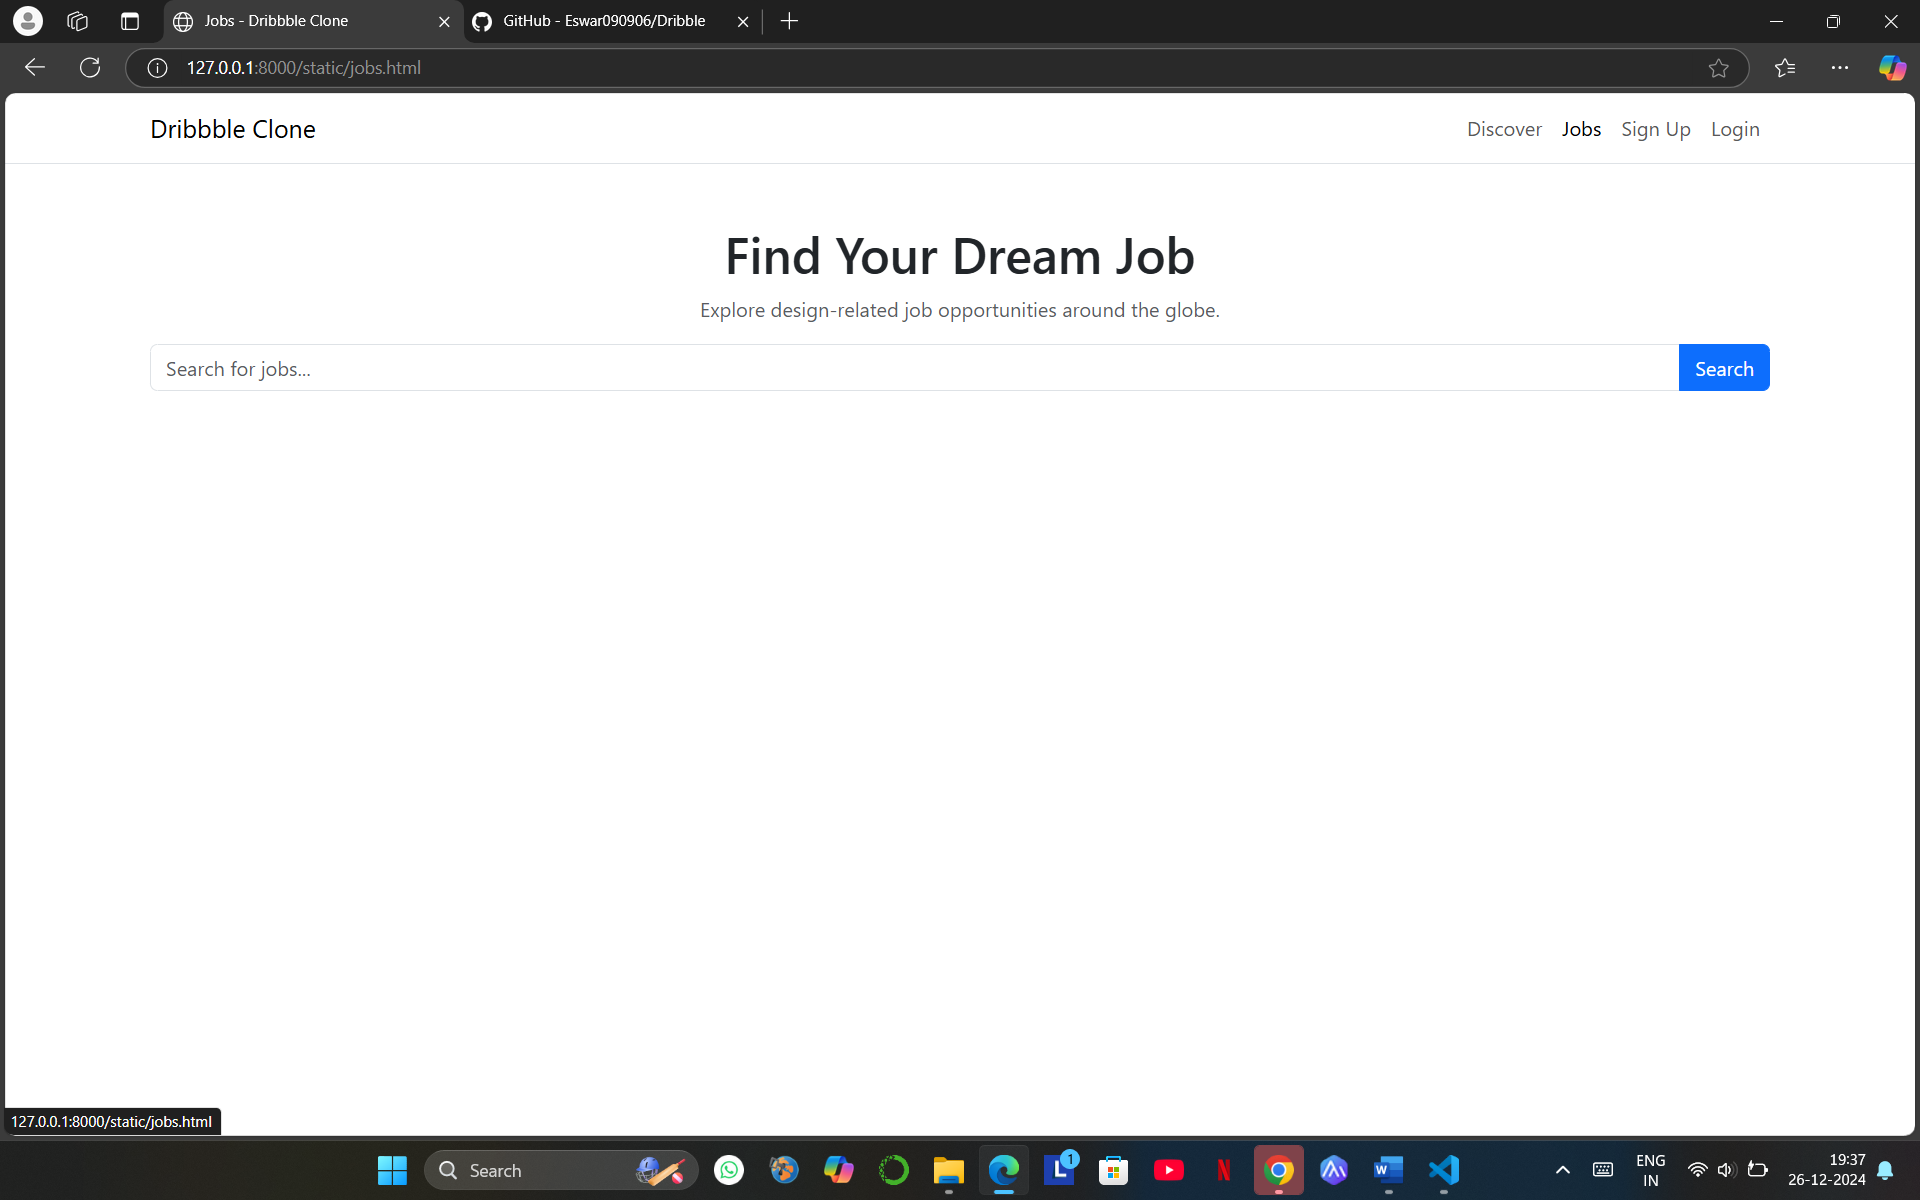 Jobs - Dribbble Clone
GitHub - Eswar090906/Dribble
127.0.0.1:8000/static/jobs.html
Dribbble Clone
Discover
Jobs
Sign Up
Login
Find Your Dream Job
Explore design-related job opportunities around the globe.
Search for jobs...
Search
127.0.0.1:8000/static/jobs.html
Search
L
1
N
W
ENG
IN
19:37
26-12-2024